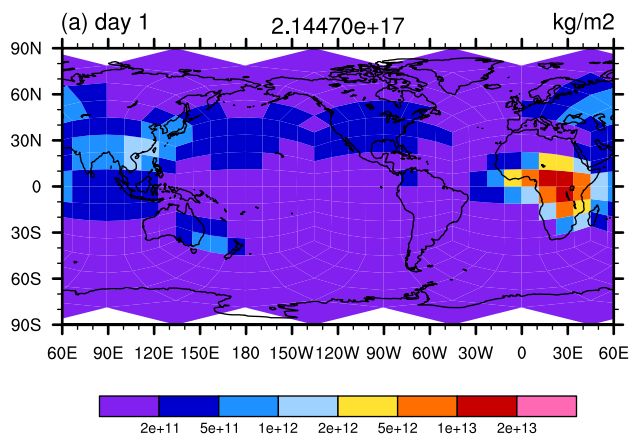 (a) day 1 2.14470e+17 kg/m2
90N
60N
30N
0
30S
60S
90S
60E 90E 120E 150E 180 150W 120W 90W 60W 30W 0 30E 60E
2e+11 5e+11 1e+12 2e+12 5e+12 1e+13 2e+13